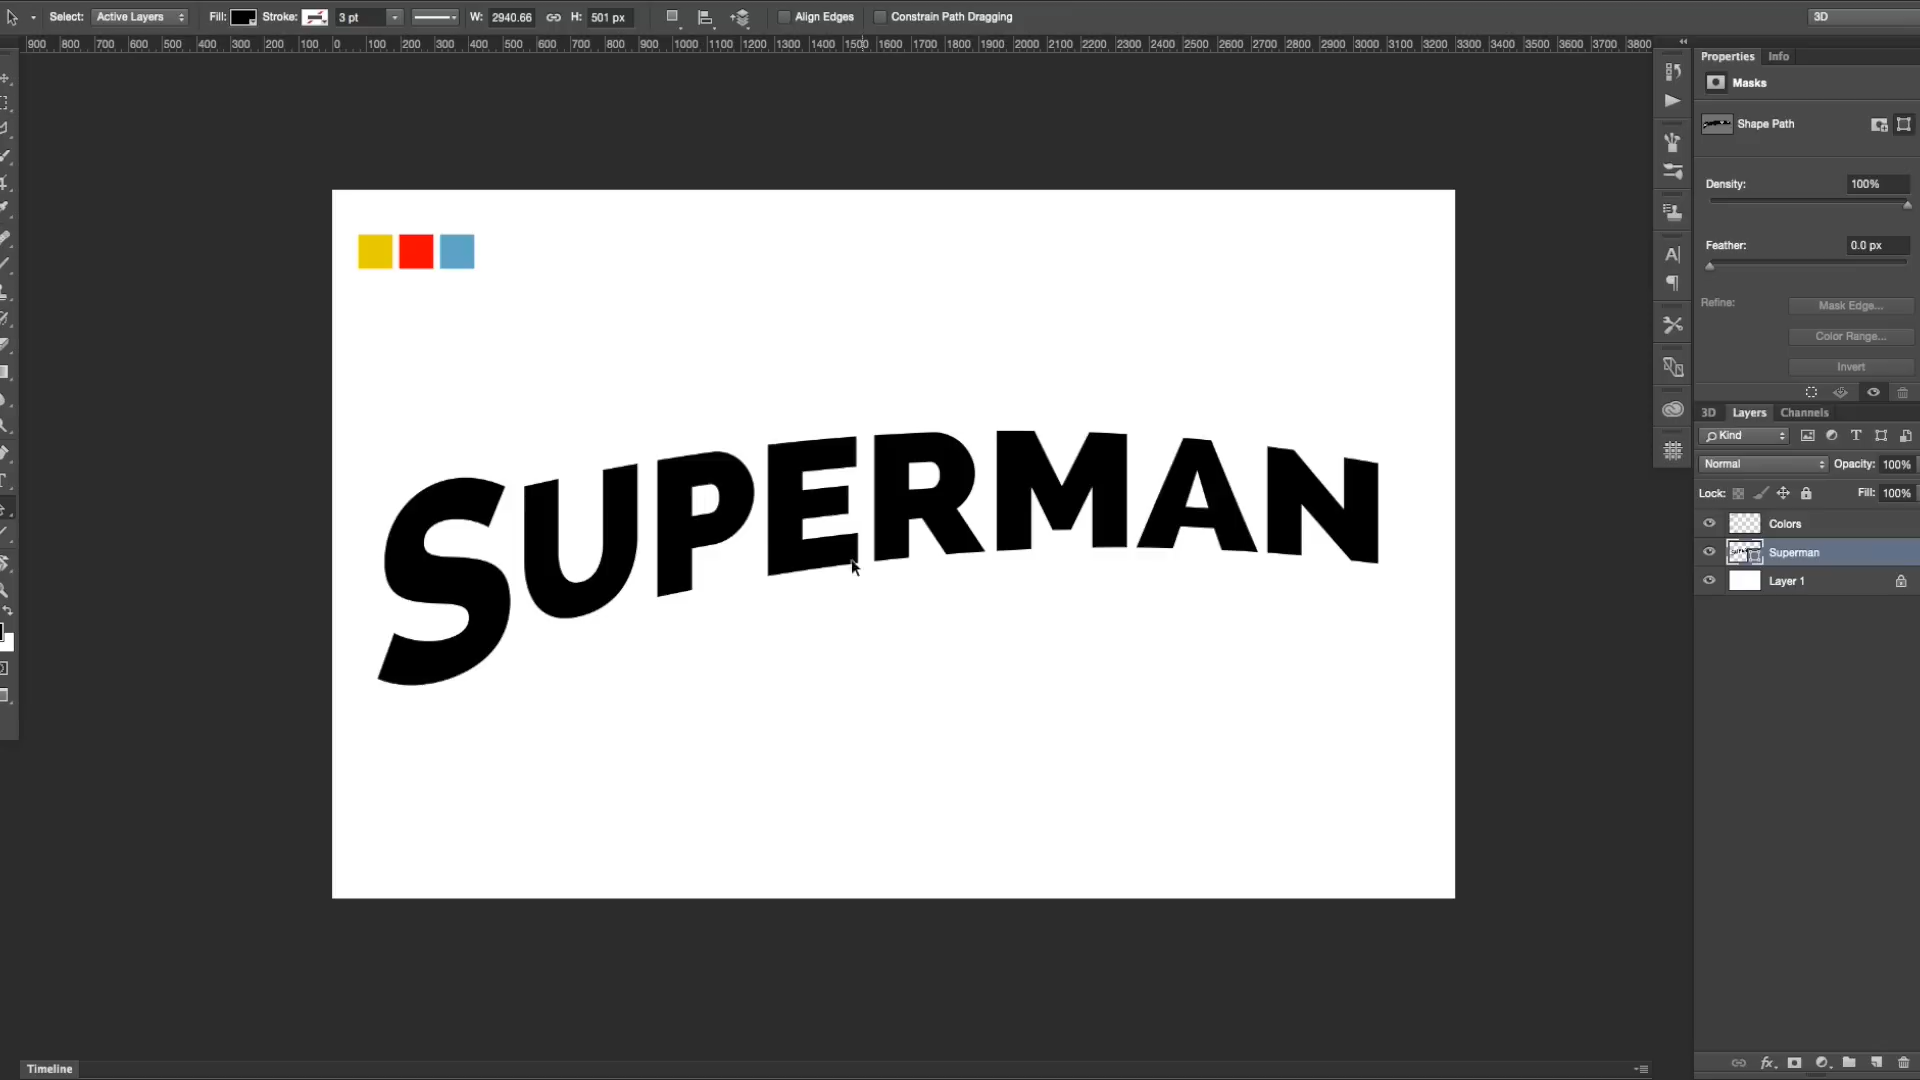 Select: Active Layers Fill: Stroke: 3 pt W: 2940.66 H: 501 px Align Edges Constrain Path Dragging 3D
900 800 700 600 500 400 300 200 100 0 100 200 300 400 500 600 700 800 900 1000 1100 1200 1300 1400 1500 1600 1700 1800 1900 2000 2100 2200 2300 2400 2500 2600 2700 2800 2900 3000 3100 3200 3300 3400 3500 3600 3700 3800
Properties Info
Masks
Shape Path
Density: 100%
Feather: 0.0 px
Refine: Mask Edge...
Color Range...
Invert
3D Layers Channels
Kind
Normal Opacity: 100%
Lock: Fill: 100%
Colors
Superman
Layer 1
SUPERMAN
Timeline